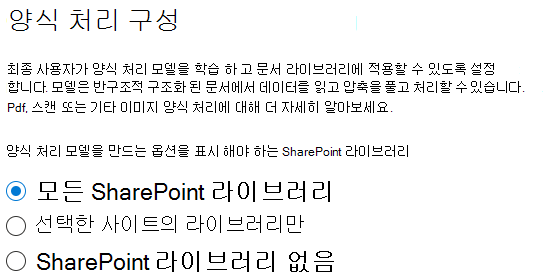 양식 처리 구성
최종 사용자가 양식 처리 모델을 학습 하 고 문서 라이브러리에 적용할 수 있도록 설정
합니다. 모델은 반구조적 구조화 된 문서에서 데이터를 읽고 압축을 풀고 처리할 수 있습니다.
Pdf, 스캔 또는 기타 이미지 양식 처리에 대해 더 자세히 알아보세요.
양식 처리 모델을 만드는 옵션을 표시 해야 하는 SharePoint 라이브러리
모든 SharePoint 라이브러리
선택한 사이트의 라이브러리만
SharePoint 라이브러리 없음